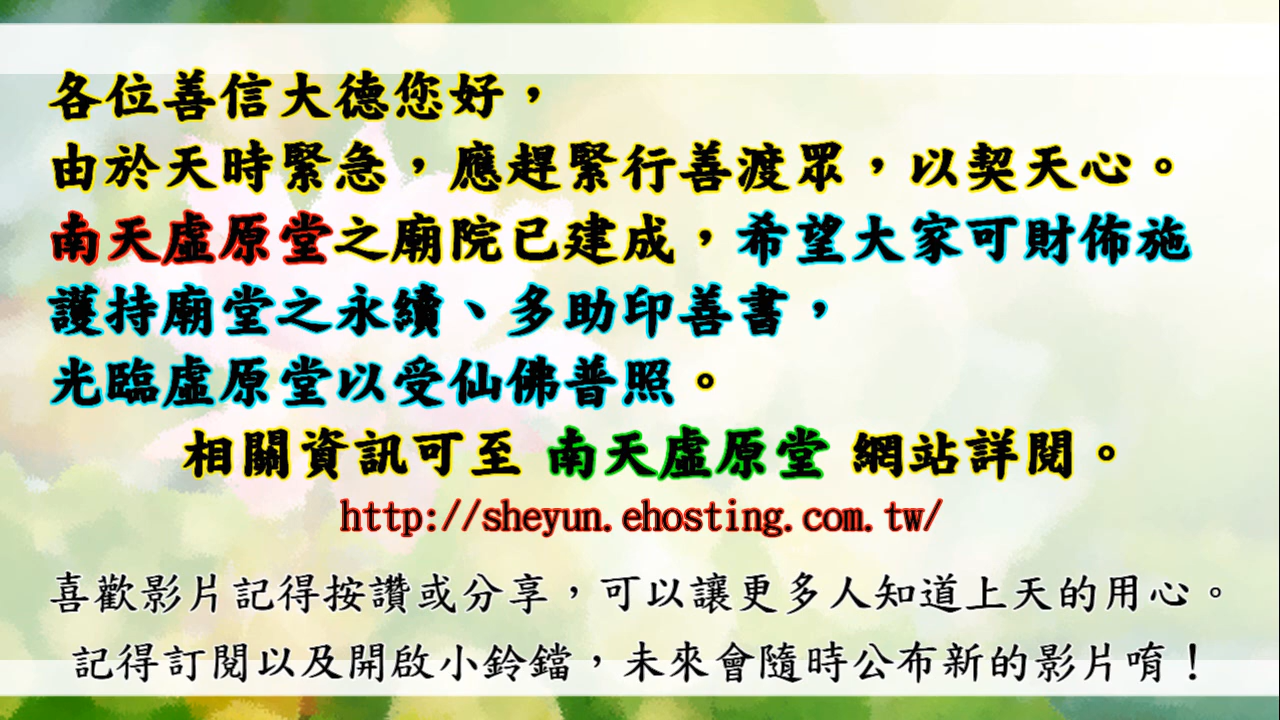 各位善信大德您好，
由於天時緊急，應趕緊行善渡眾，以契天心。
南天虛原堂之廟院已建成，希望大家可財佈施
護持廟堂之永續、多助印善書，
光臨虛原堂以受仙佛普照。
相關資訊可至 南天虛原堂 網站詳閱。
http://sheyun.ehosting.com.tw/
喜歡影片記得按讚或分享，可以讓更多人知道上天的用心。
記得訂閱以及開啟小鈴鐺，未來會隨時公布新的影片唷！